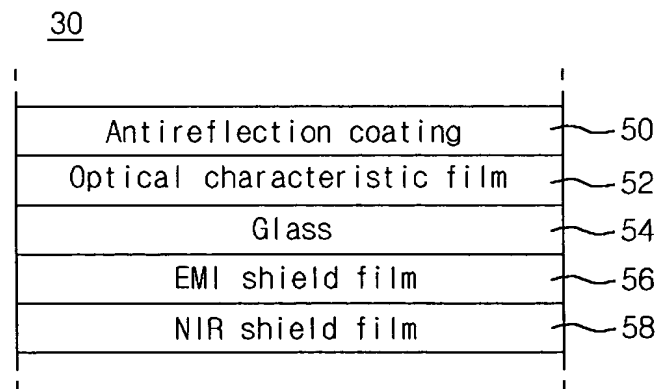 30
Antireflection coating 50
Optical characteristic film 52
Glass 54
EMI shield film 56
NIR shield film 58